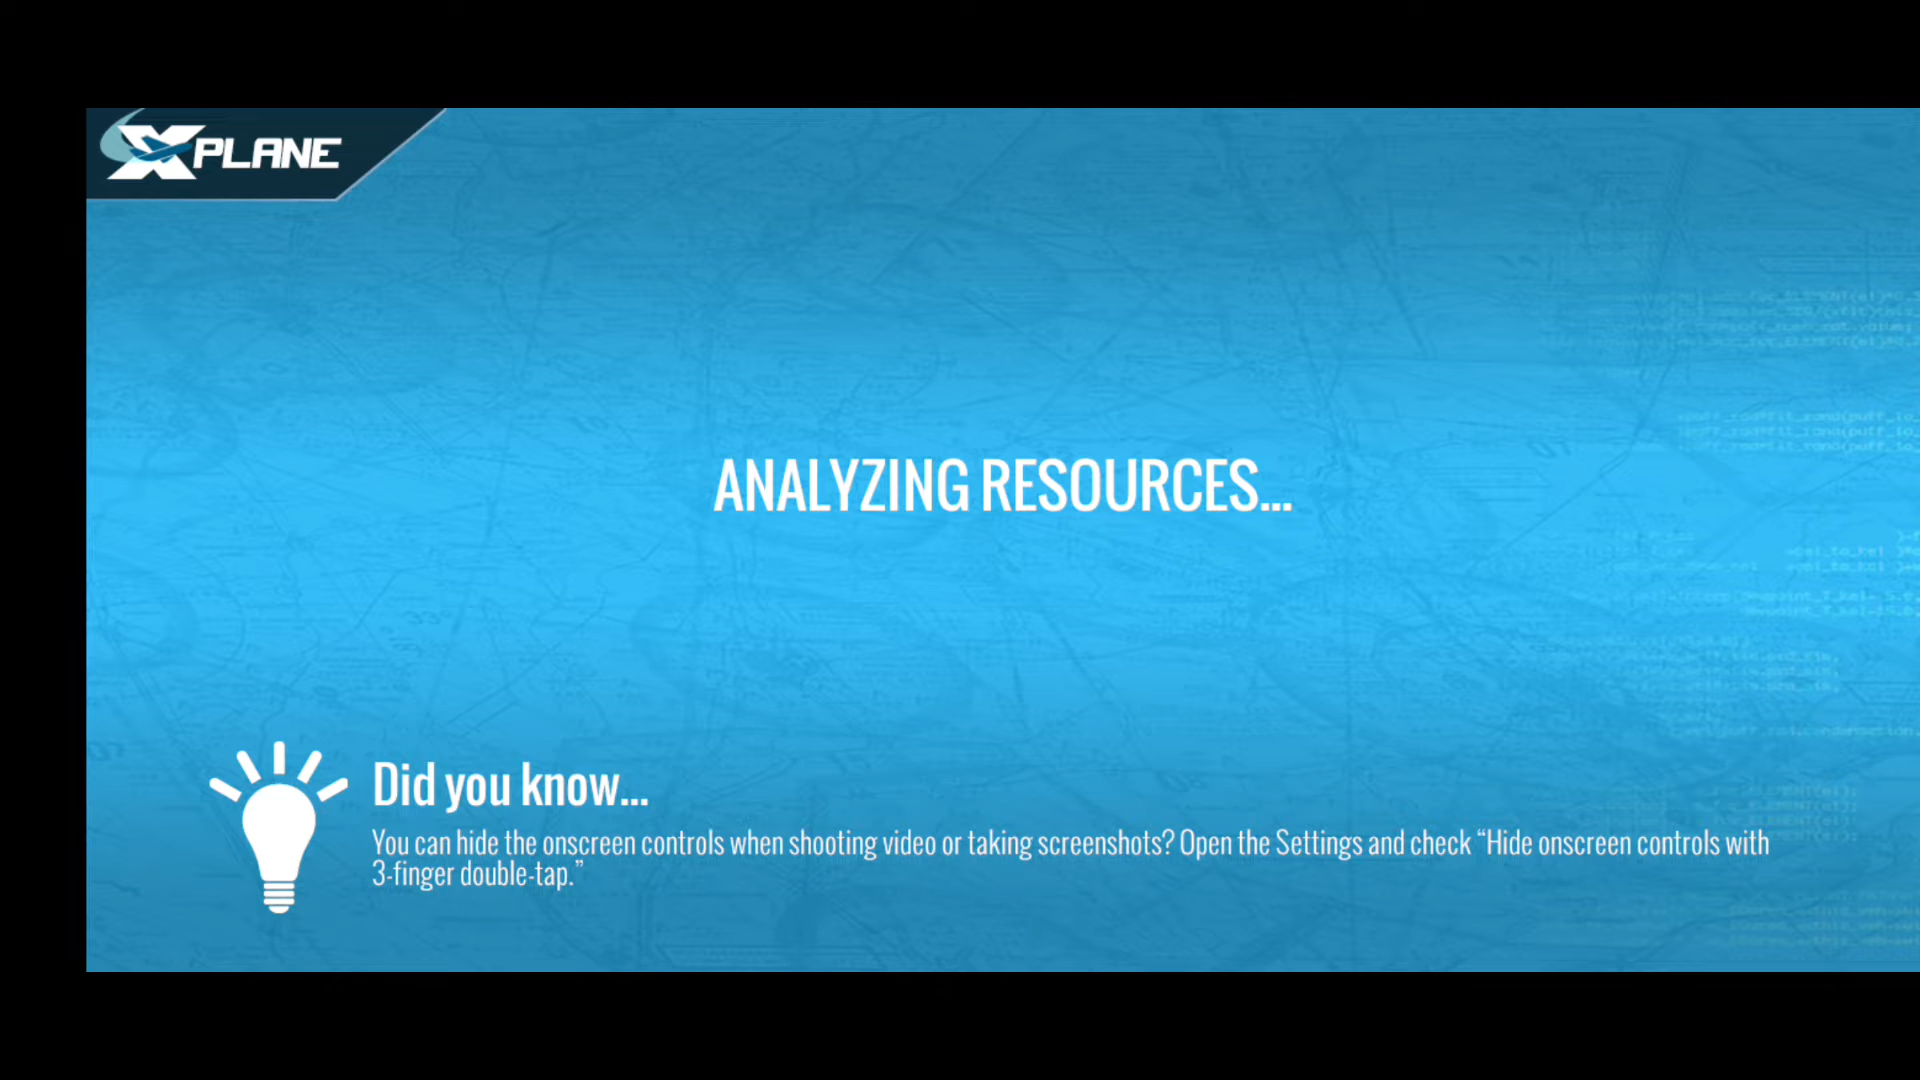 X PLANE
ANALYZING RESOURCES...
Did you know...
You can hide the onscreen controls when shooting video or taking screenshots? Open the Settings and check “Hide onscreen controls with
3-finger double-tap.”